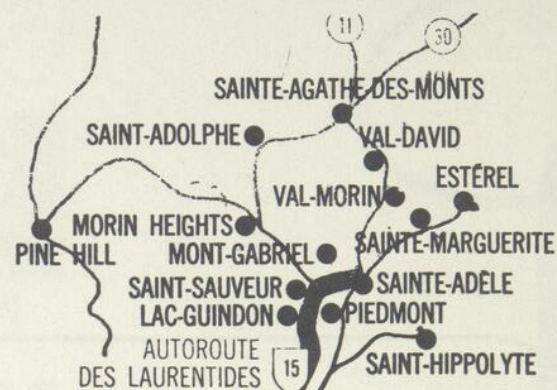 11
30
SAINTE-AGATHE-DES-MONTS
SAINT-ADOLPHE
VAL-DAVID
VAL-MORIN
ESTÉREL
MORIN HEIGHTS
SAINTE-MARGUERITE
PINE HILL
MONT-GABRIEL
SAINT-SAUVEUR
SAINTE-ADÈLE
LAC-GUINDON
PIEDMONT
AUTOROUTE
DES LAURENTIDES
15
SAINT-HIPPOLYTE